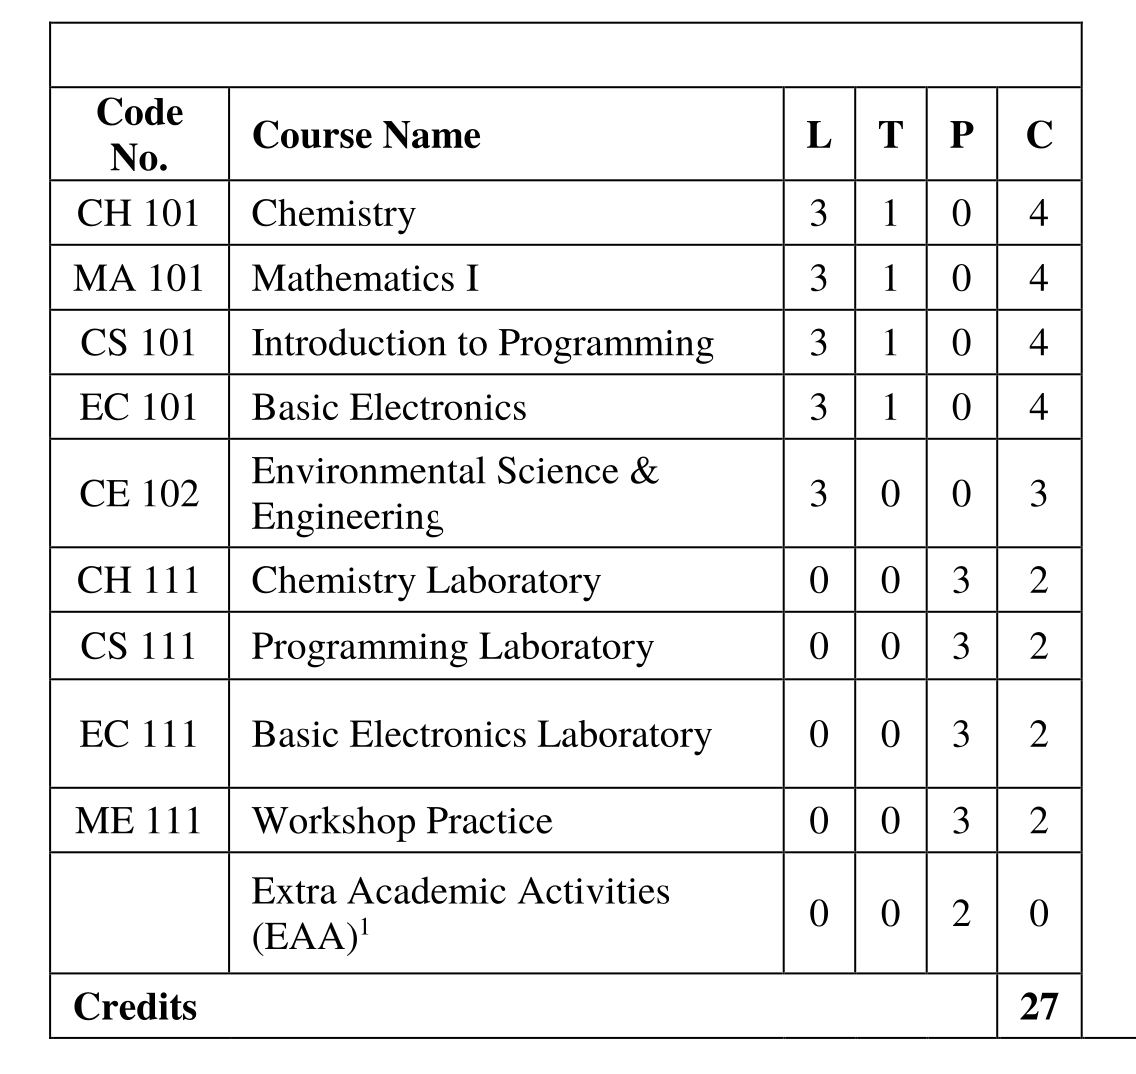 Code No. Course Name L T P C
CH 101 Chemistry 3 1 0 4
MA 101 Mathematics I 3 1 0 4
CS 101 Introduction to Programming 3 1 0 4
EC 101 Basic Electronics 3 1 0 4
CE 102 Environmental Science & Engineering 3 0 0 3
CH 111 Chemistry Laboratory 0 0 3 2
CS 111 Programming Laboratory 0 0 3 2
EC 111 Basic Electronics Laboratory 0 0 3 2
ME 111 Workshop Practice 0 0 3 2
Extra Academic Activities (EAA)¹ 0 0 2 0
Credits 27